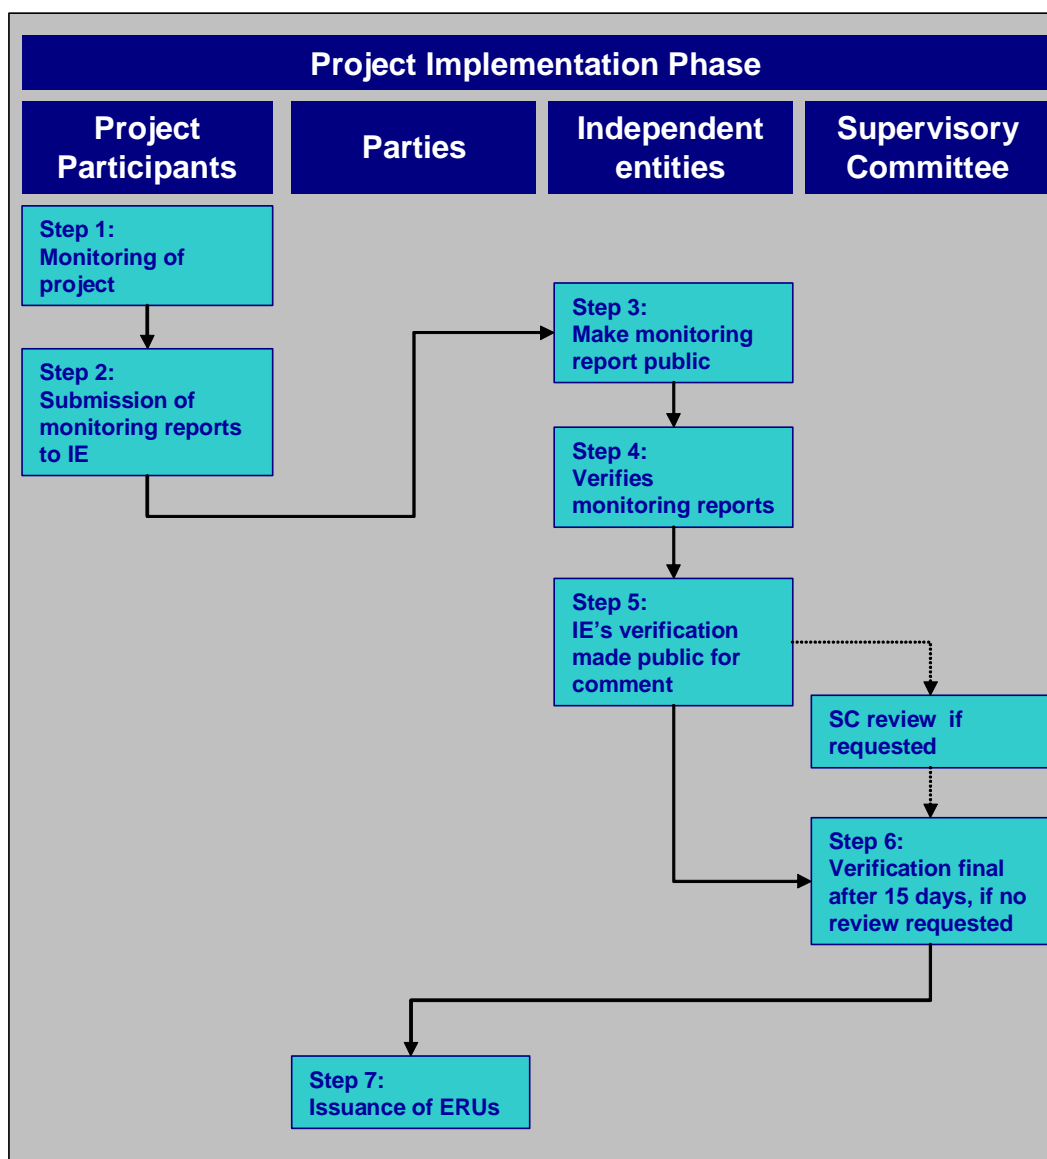 Project Implementation Phase
Project
Participants
Parties
Independent
entities
Supervisory
Committee
Step 1:
Monitoring of
project
Step 2:
Submission of
monitoring reports
to IE
Step 3:
Make monitoring
report public
Step 4:
Verifies
monitoring reports
Step 5:
IE’s verification
made public for
comment
SC review if
requested
Step 6:
Verification final
after 15 days, if no
review requested
Step 7:
Issuance of ERUs